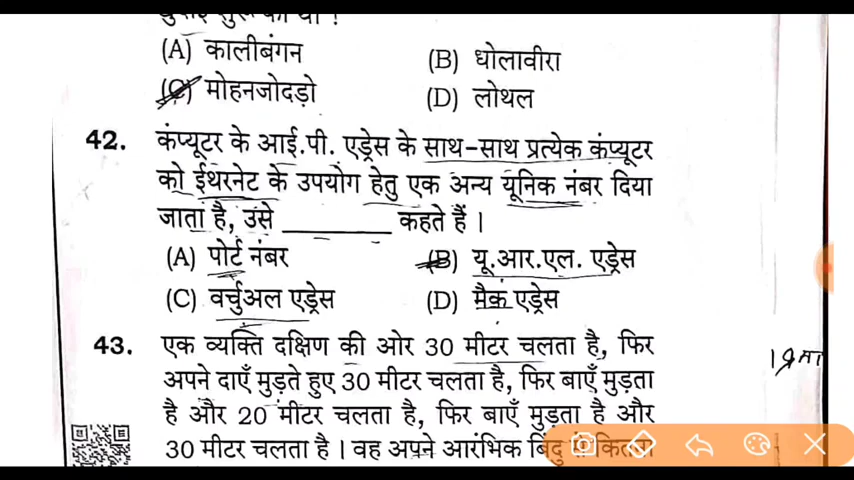 (A) कालीबंगन
(B) धोलावीरा
(C) मोहनजोदड़ो
(D) लोथल
42. कंप्यूटर के आई.पी. एड्रेस के साथ-साथ प्रत्येक कंप्यूटर
को ईथरनेट के उपयोग हेतु एक अन्य यूनिक नंबर दिया
जाता है, उसे ________ कहते हैं ।
(A) पोर्ट नंबर
(B) यू.आर.एल. एड्रेस
(C) वर्चुअल एड्रेस
(D) मैक एड्रेस
43. एक व्यक्ति दक्षिण की ओर 30 मीटर चलता है, फिर
अपने दाएँ मुड़ते हुए 30 मीटर चलता है, फिर बाएँ मुड़ता
है और 20 मीटर चलता है, फिर बाएँ मुड़ता है और
30 मीटर चलता है । वह अपने आरंभिक बिंदु से कितना